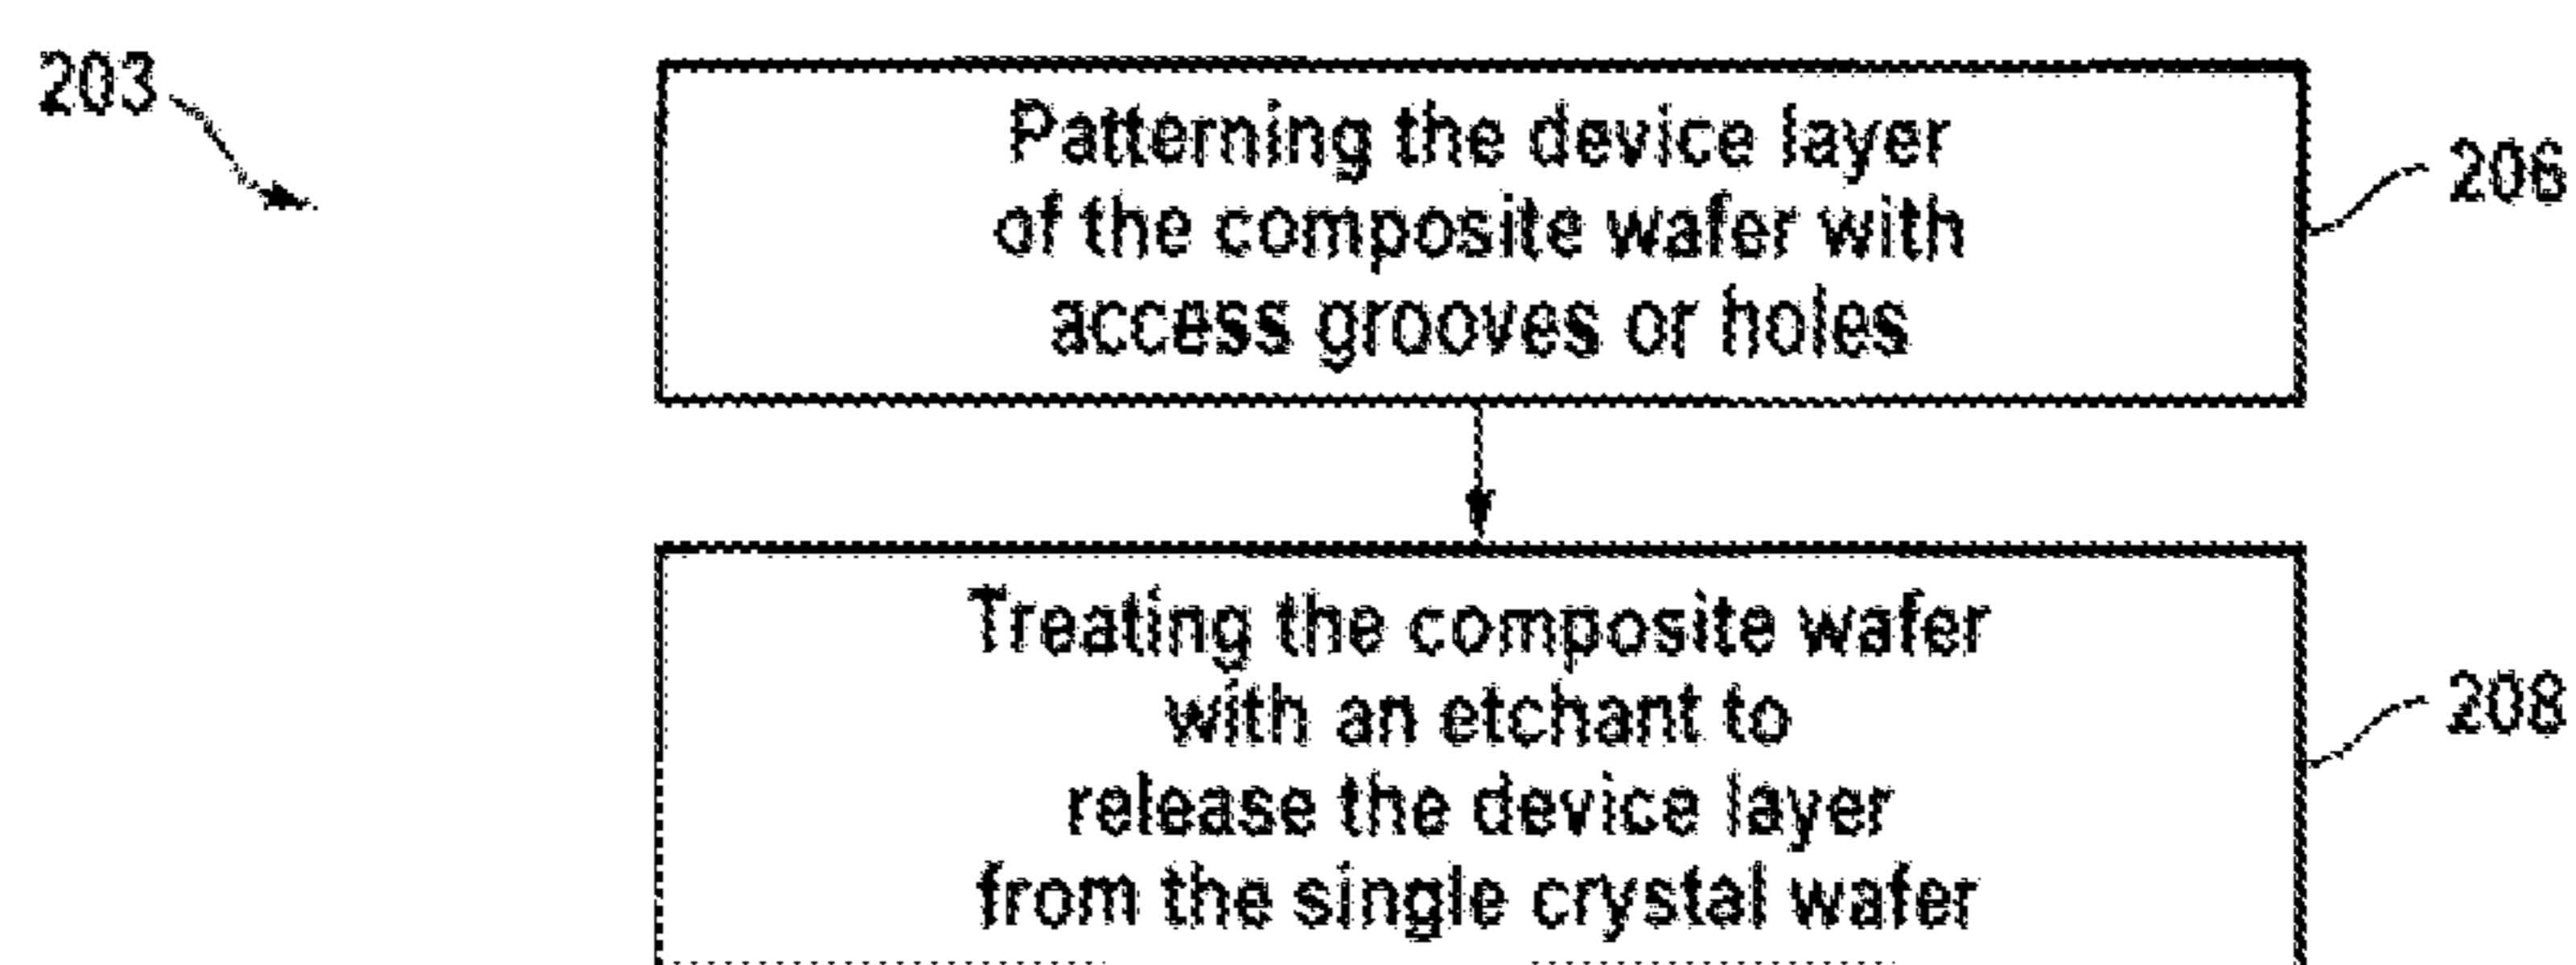 203
Patterning the device layer
of the composite wafer with
access grooves or holes
206
Treating the composite wafer
with an etchant to
release the device layer
from the single crystal wafer
208